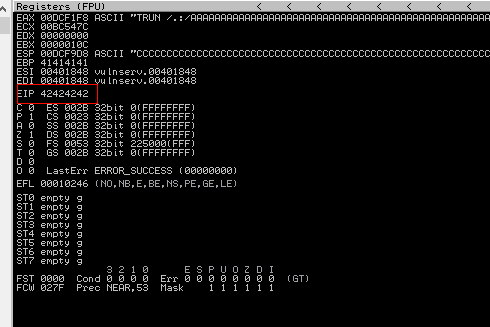 Registers (FPU) < < < < < < < <
EAX 00DCF1F8 ASCII "TRUN /.:/AAAAAAAAAAAAAAAAAAAAAAAAAAAAAAA
ECX 00BC547C
EDX 00000000
EBX 0000010C
ESP 00DCF9D8 ASCII "CCCCCCCCCCCCCCCCCCCCCCCCCCCCCCCCCCCCCCCC
EBP 41414141
ESI 00401848 vulnserv.00401848
EDI 00401848 vulnserv.00401848
EIP 42424242
C 0 ES 002B 32bit 0(FFFFFFFF)
P 1 CS 0023 32bit 0(FFFFFFFF)
A 0 SS 002B 32bit 0(FFFFFFFF)
Z 1 DS 002B 32bit 0(FFFFFFFF)
S 0 FS 0053 32bit 225000(FFF)
T 0 GS 002B 32bit 0(FFFFFFFF)
D 0
O 0 LastErr ERROR_SUCCESS (00000000)
EFL 00010246 (NO,NB,E,BE,NS,PE,GE,LE)
ST0 empty g
ST1 empty g
ST2 empty g
ST3 empty g
ST4 empty g
ST5 empty g
ST6 empty g
ST7 empty g
3 2 1 0 E S P U O Z D I
FST 0000 Cond 0 0 0 0 Err 0 0 0 0 0 0 0 0 (GT)
FCW 027F Prec NEAR,53 Mask 1 1 1 1 1 1